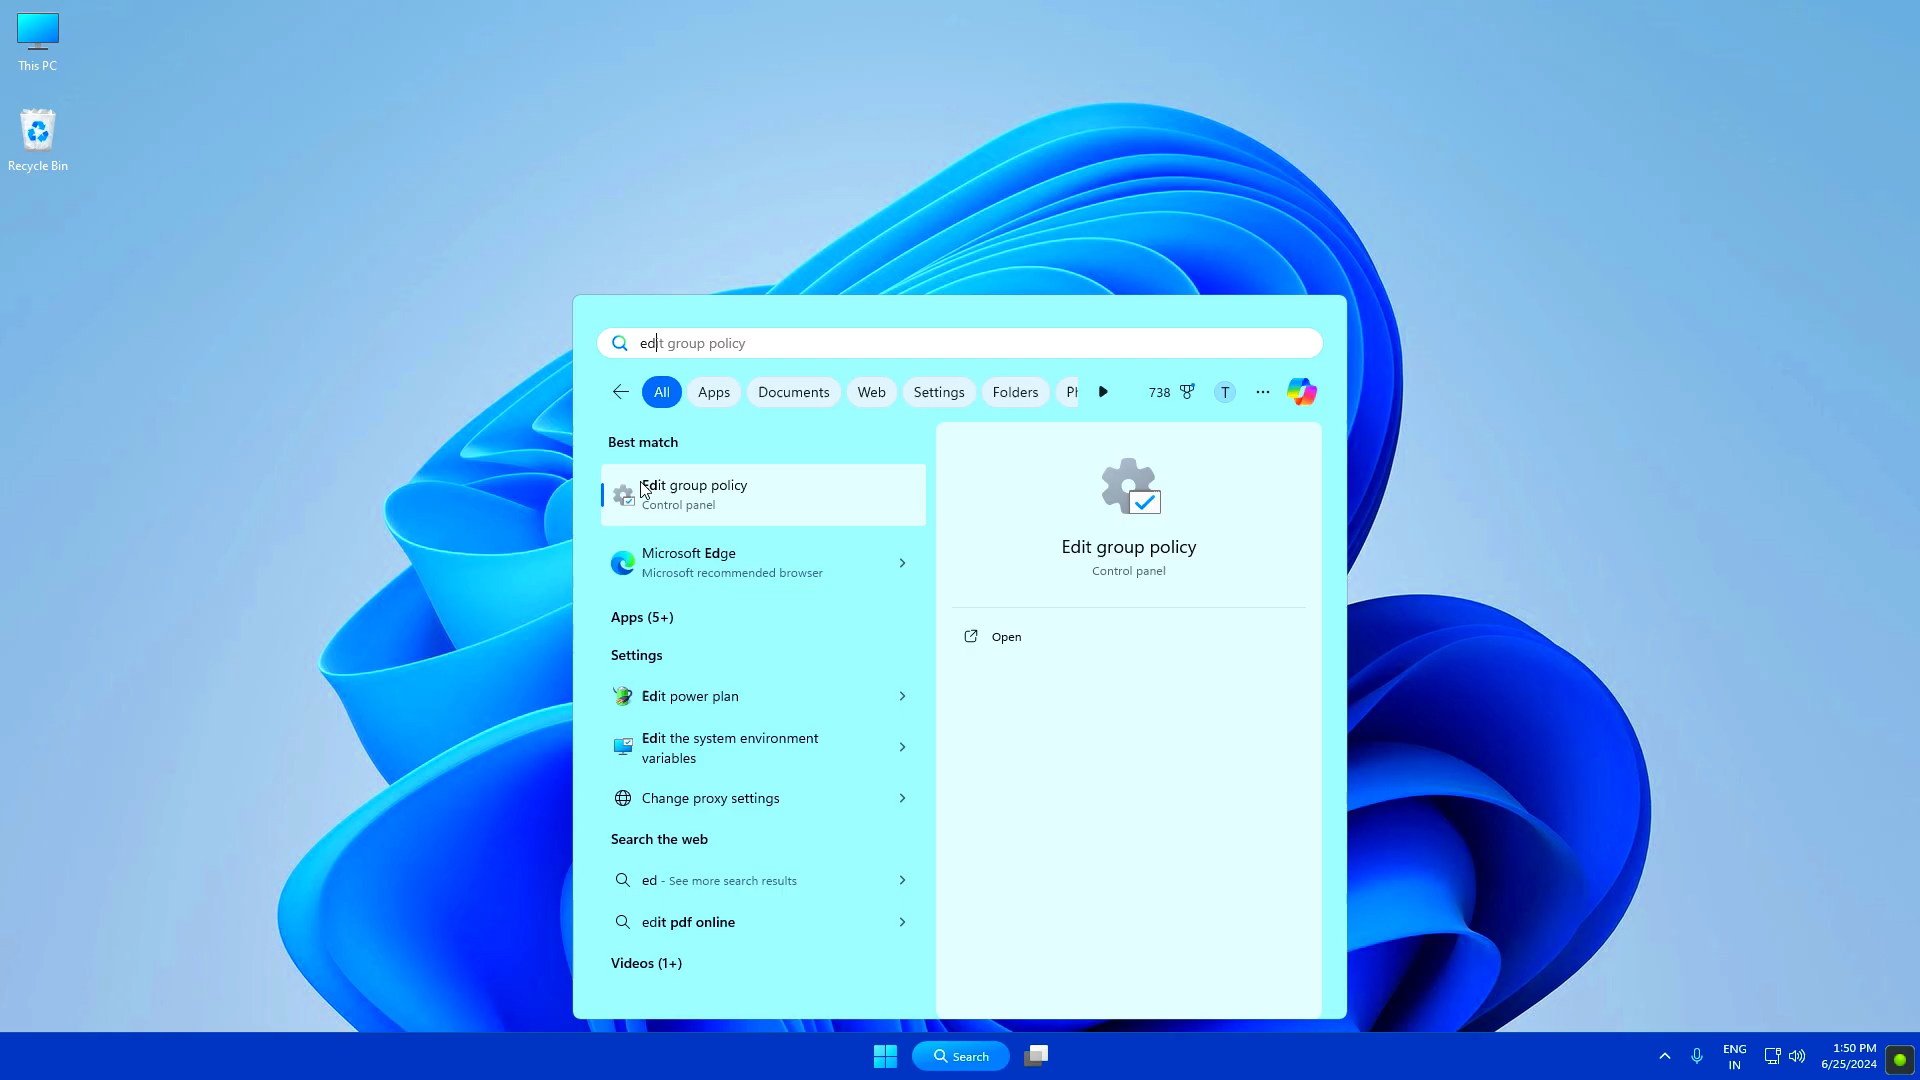 This PC
Recycle Bin
edit group policy
All
Apps
Documents
Web
Settings
Folders
738
T
Best match
Edit group policy
Control panel
Microsoft Edge
Microsoft recommended browser
Apps (5+)
Settings
Edit power plan
Edit the system environment
variables
Change proxy settings
Search the web
ed - See more search results
edit pdf online
Videos (1+)
Edit group policy
Control panel
Open
Search
ENG
IN
1:50 PM
6/25/2024